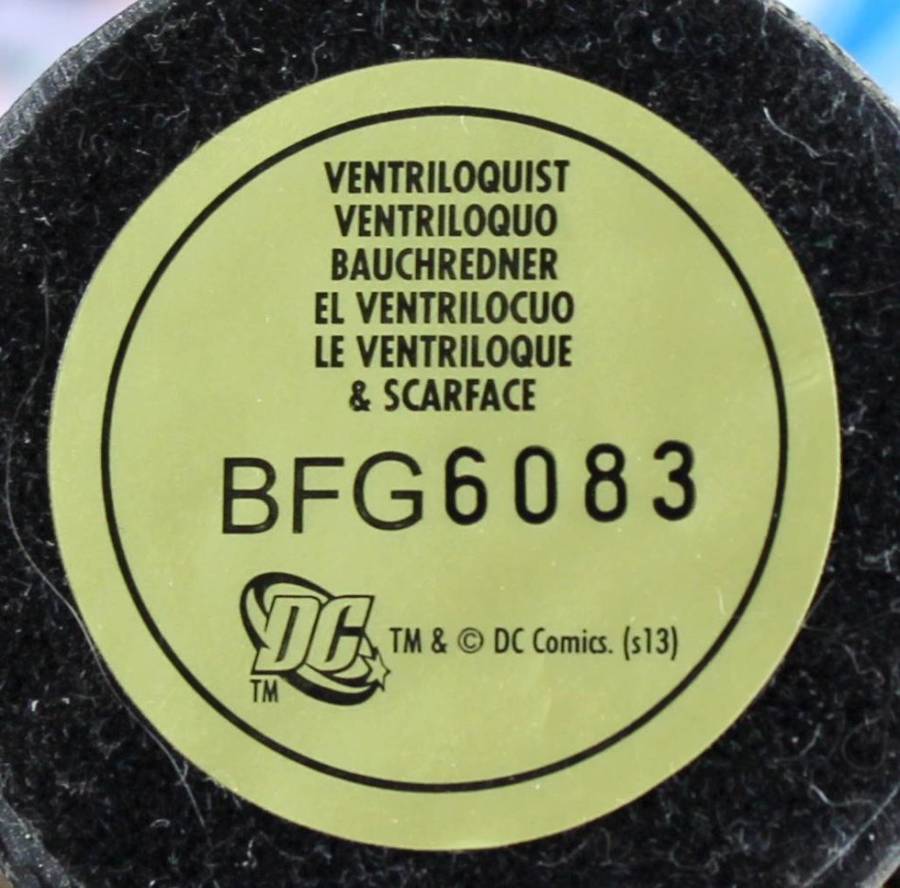 VENTRILOQUIST
VENTRILOQUO
BAUCHREDNER
EL VENTRILOCUO
LE VENTRILOQUE
& SCARFACE
BFG6083
DC
TM
TM & © DC Comics. (s13)